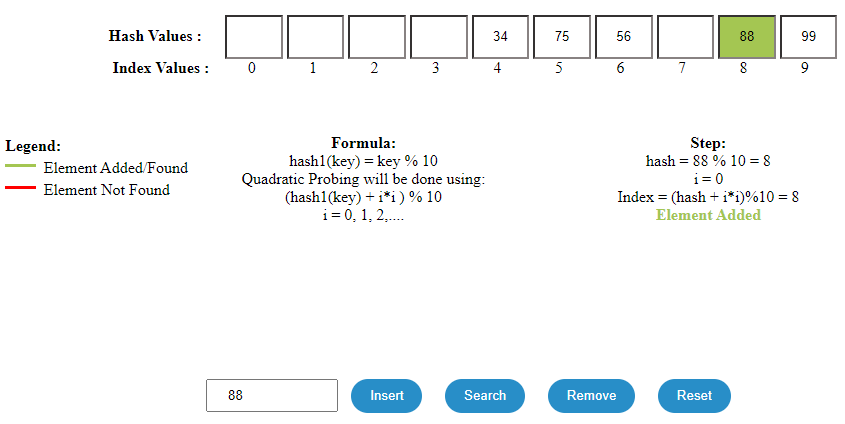 Hash Values : 34 75 56 88 99
Index Values : 0 1 2 3 4 5 6 7 8 9
Legend:
Element Added/Found
Element Not Found
Formula:
hash1(key) = key % 10
Quadratic Probing will be done using:
(hash1(key) + i*i ) % 10
i = 0, 1, 2,....
Step:
hash = 88 % 10 = 8
i = 0
Index = (hash + i*i)%10 = 8
Element Added
88 Insert Search Remove Reset